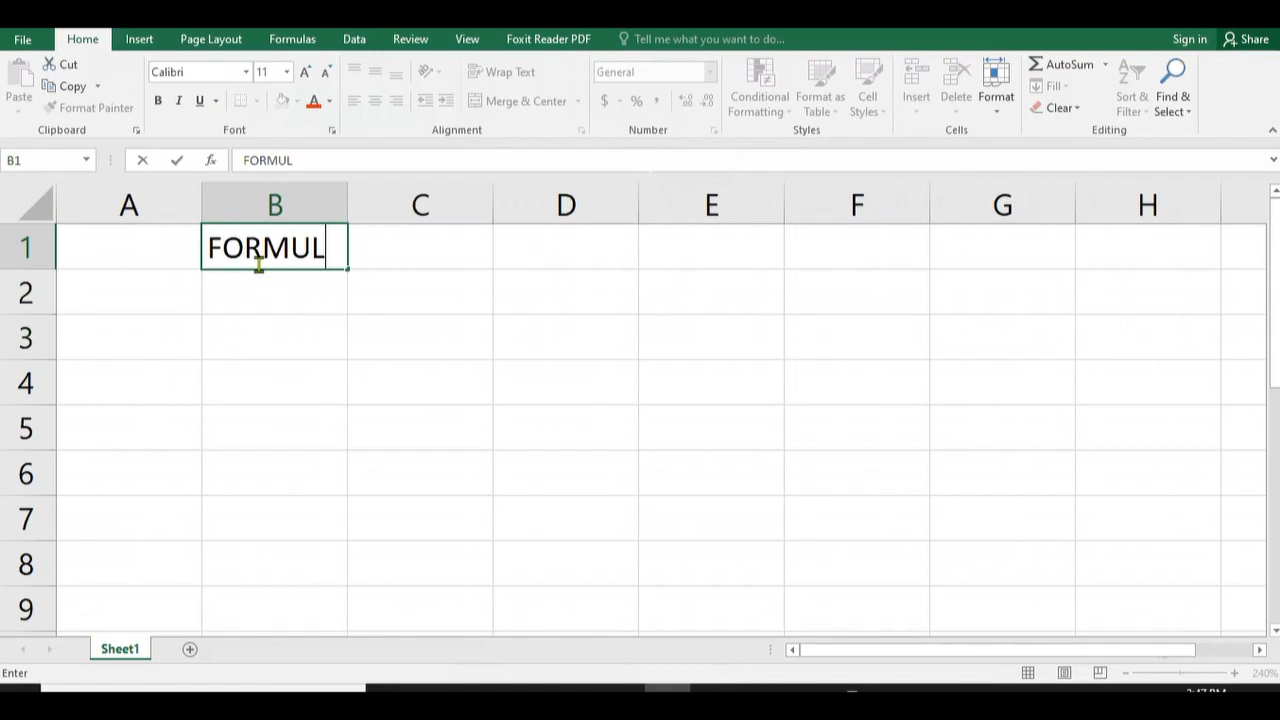 File Home Insert Page Layout Formulas Data Review View Foxit Reader PDF Tell me what you want to do... Sign in Share
Cut
Copy
Format Painter
Paste
Clipboard
Calibri 11 A A
B I U A
Font
Wrap Text
Merge & Center
Alignment
General
$ % ,
Number
Conditional Formatting
Format as Table
Cell Styles
Styles
Insert Delete Format
Cells
AutoSum
Fill
Clear
Sort & Filter
Find & Select
Editing
B1 fx FORMUL
A B C D E F G H
1 FORMUL
2
3
4
5
6
7
8
9
Sheet1
Enter 240%